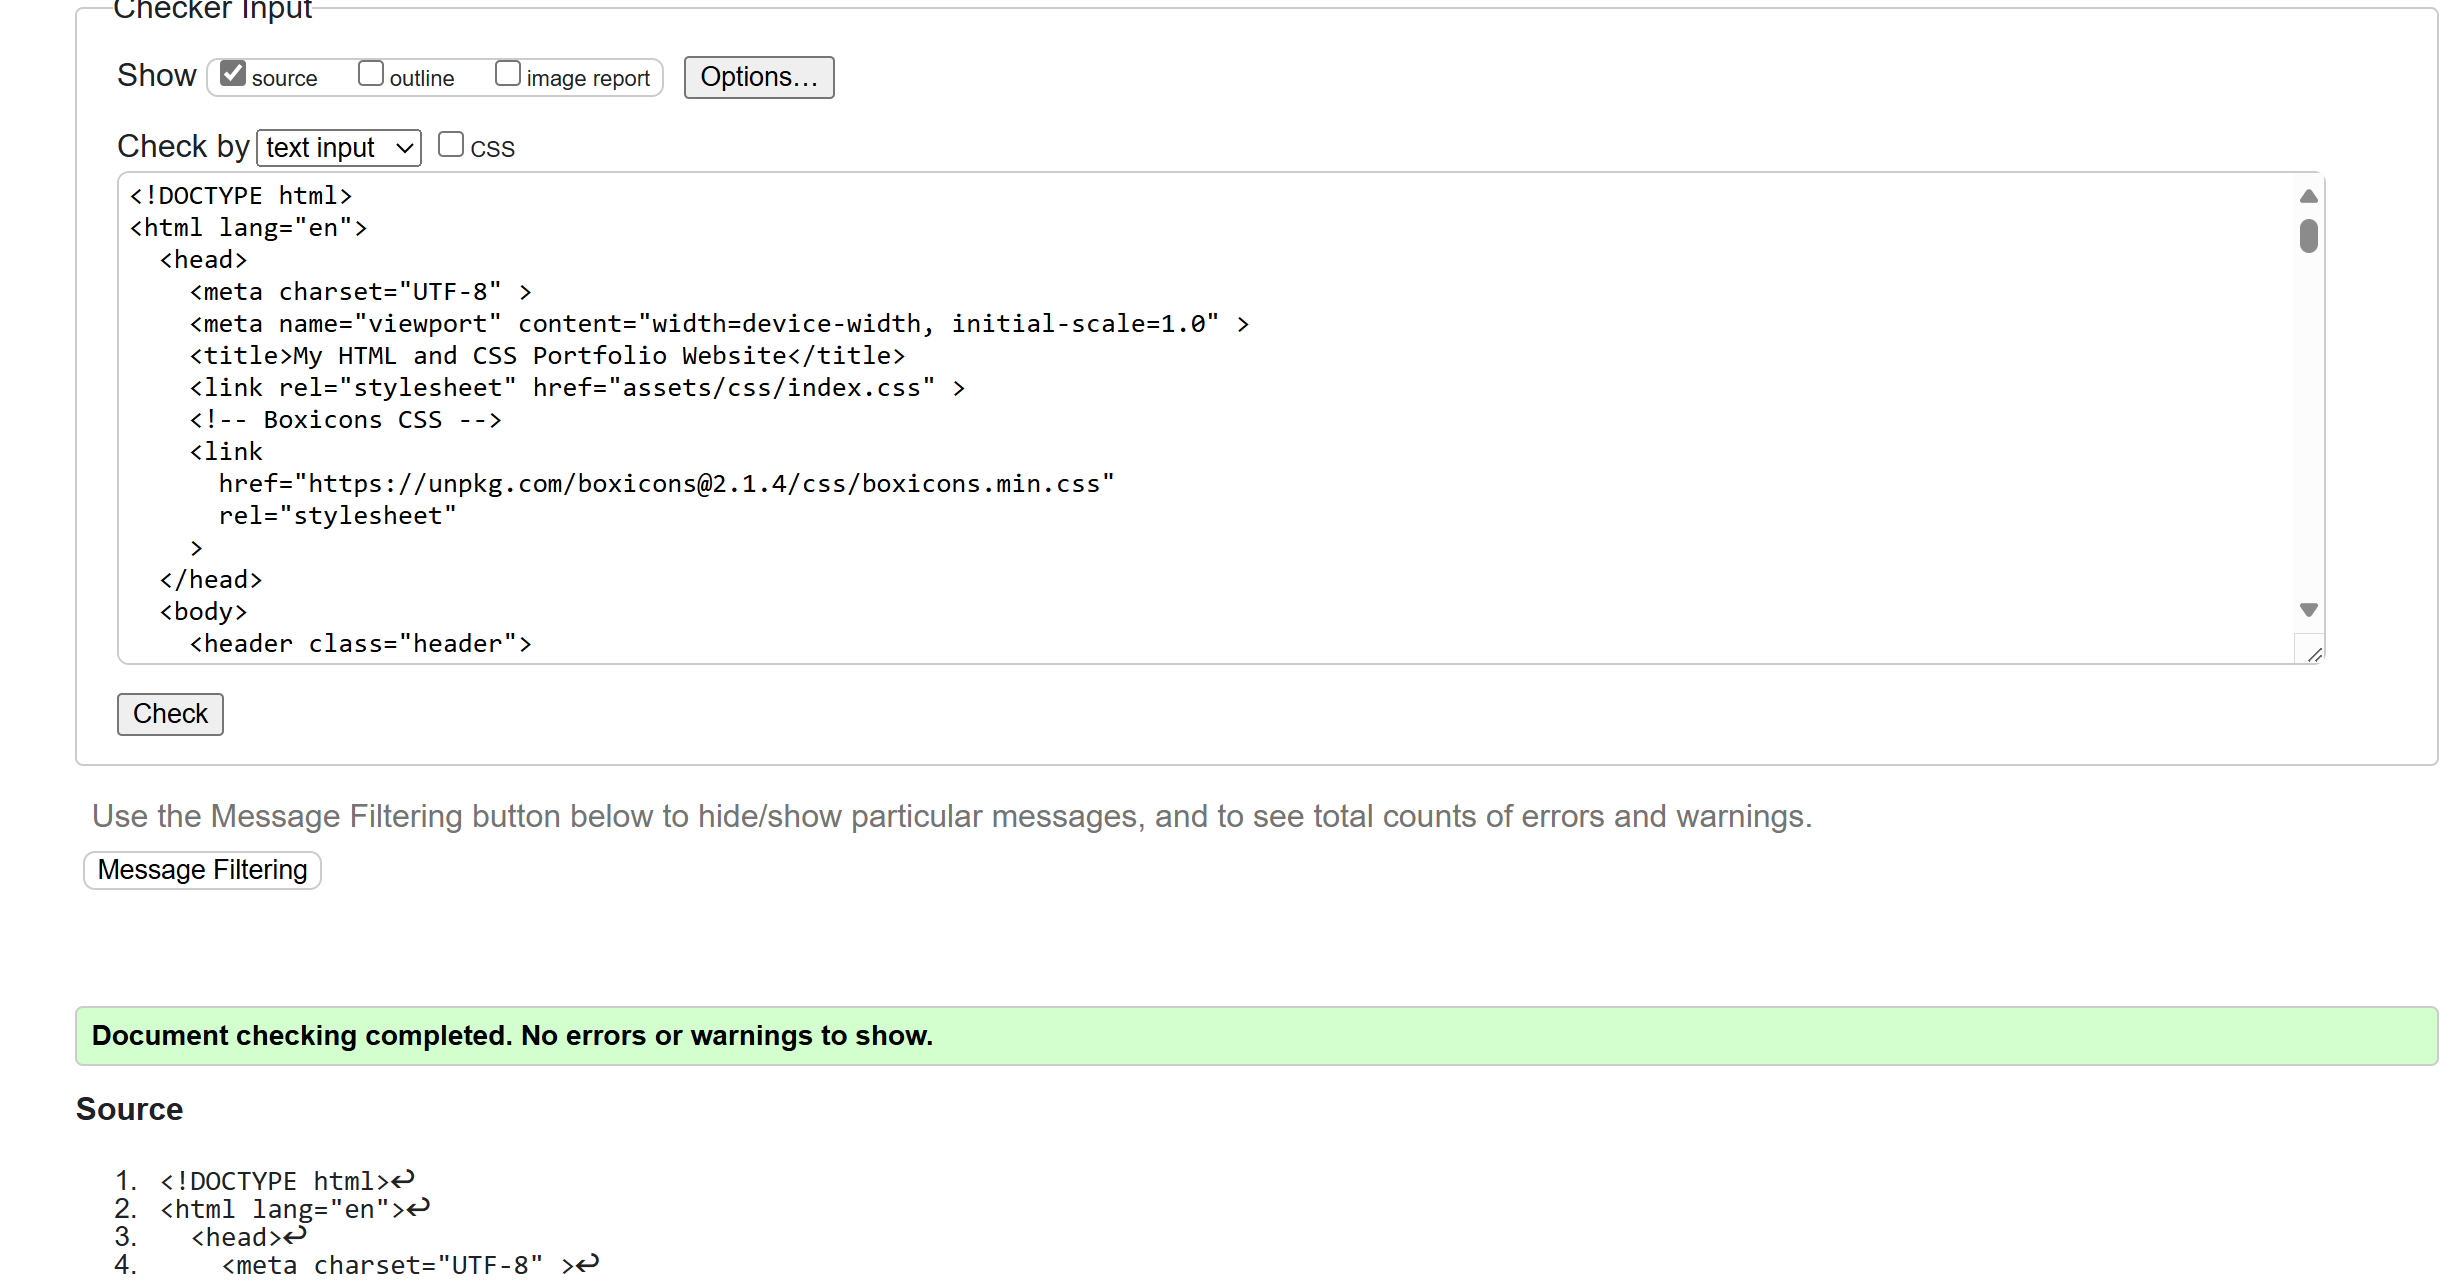 Checker Input
Show source outline image report Options...
Check by text input CSS
<!DOCTYPE html>
<html lang="en">
  <head>
    <meta charset="UTF-8" >
    <meta name="viewport" content="width=device-width, initial-scale=1.0" >
    <title>My HTML and CSS Portfolio Website</title>
    <link rel="stylesheet" href="assets/css/index.css" >
    <!-- Boxicons CSS -->
    <link
      href="https://unpkg.com/boxicons@2.1.4/css/boxicons.min.css"
      rel="stylesheet"
    >
  </head>
  <body>
    <header class="header">
Check
Use the Message Filtering button below to hide/show particular messages, and to see total counts of errors and warnings.
Message Filtering
Document checking completed. No errors or warnings to show.
Source
1. <!DOCTYPE html>↩
2. <html lang="en">↩
3.   <head>↩
4.     <meta charset="UTF-8" >↩